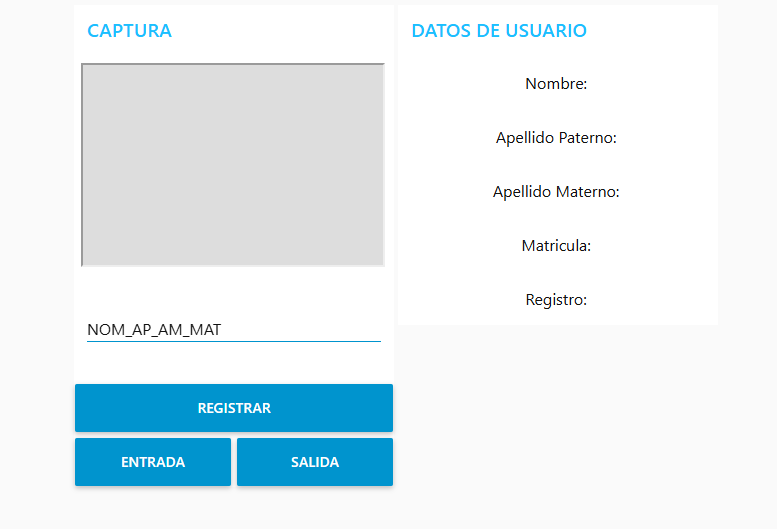 CAPTURA
NOM_AP_AM_MAT
REGISTRAR
ENTRADA
SALIDA
DATOS DE USUARIO
Nombre:
Apellido Paterno:
Apellido Materno:
Matricula:
Registro: